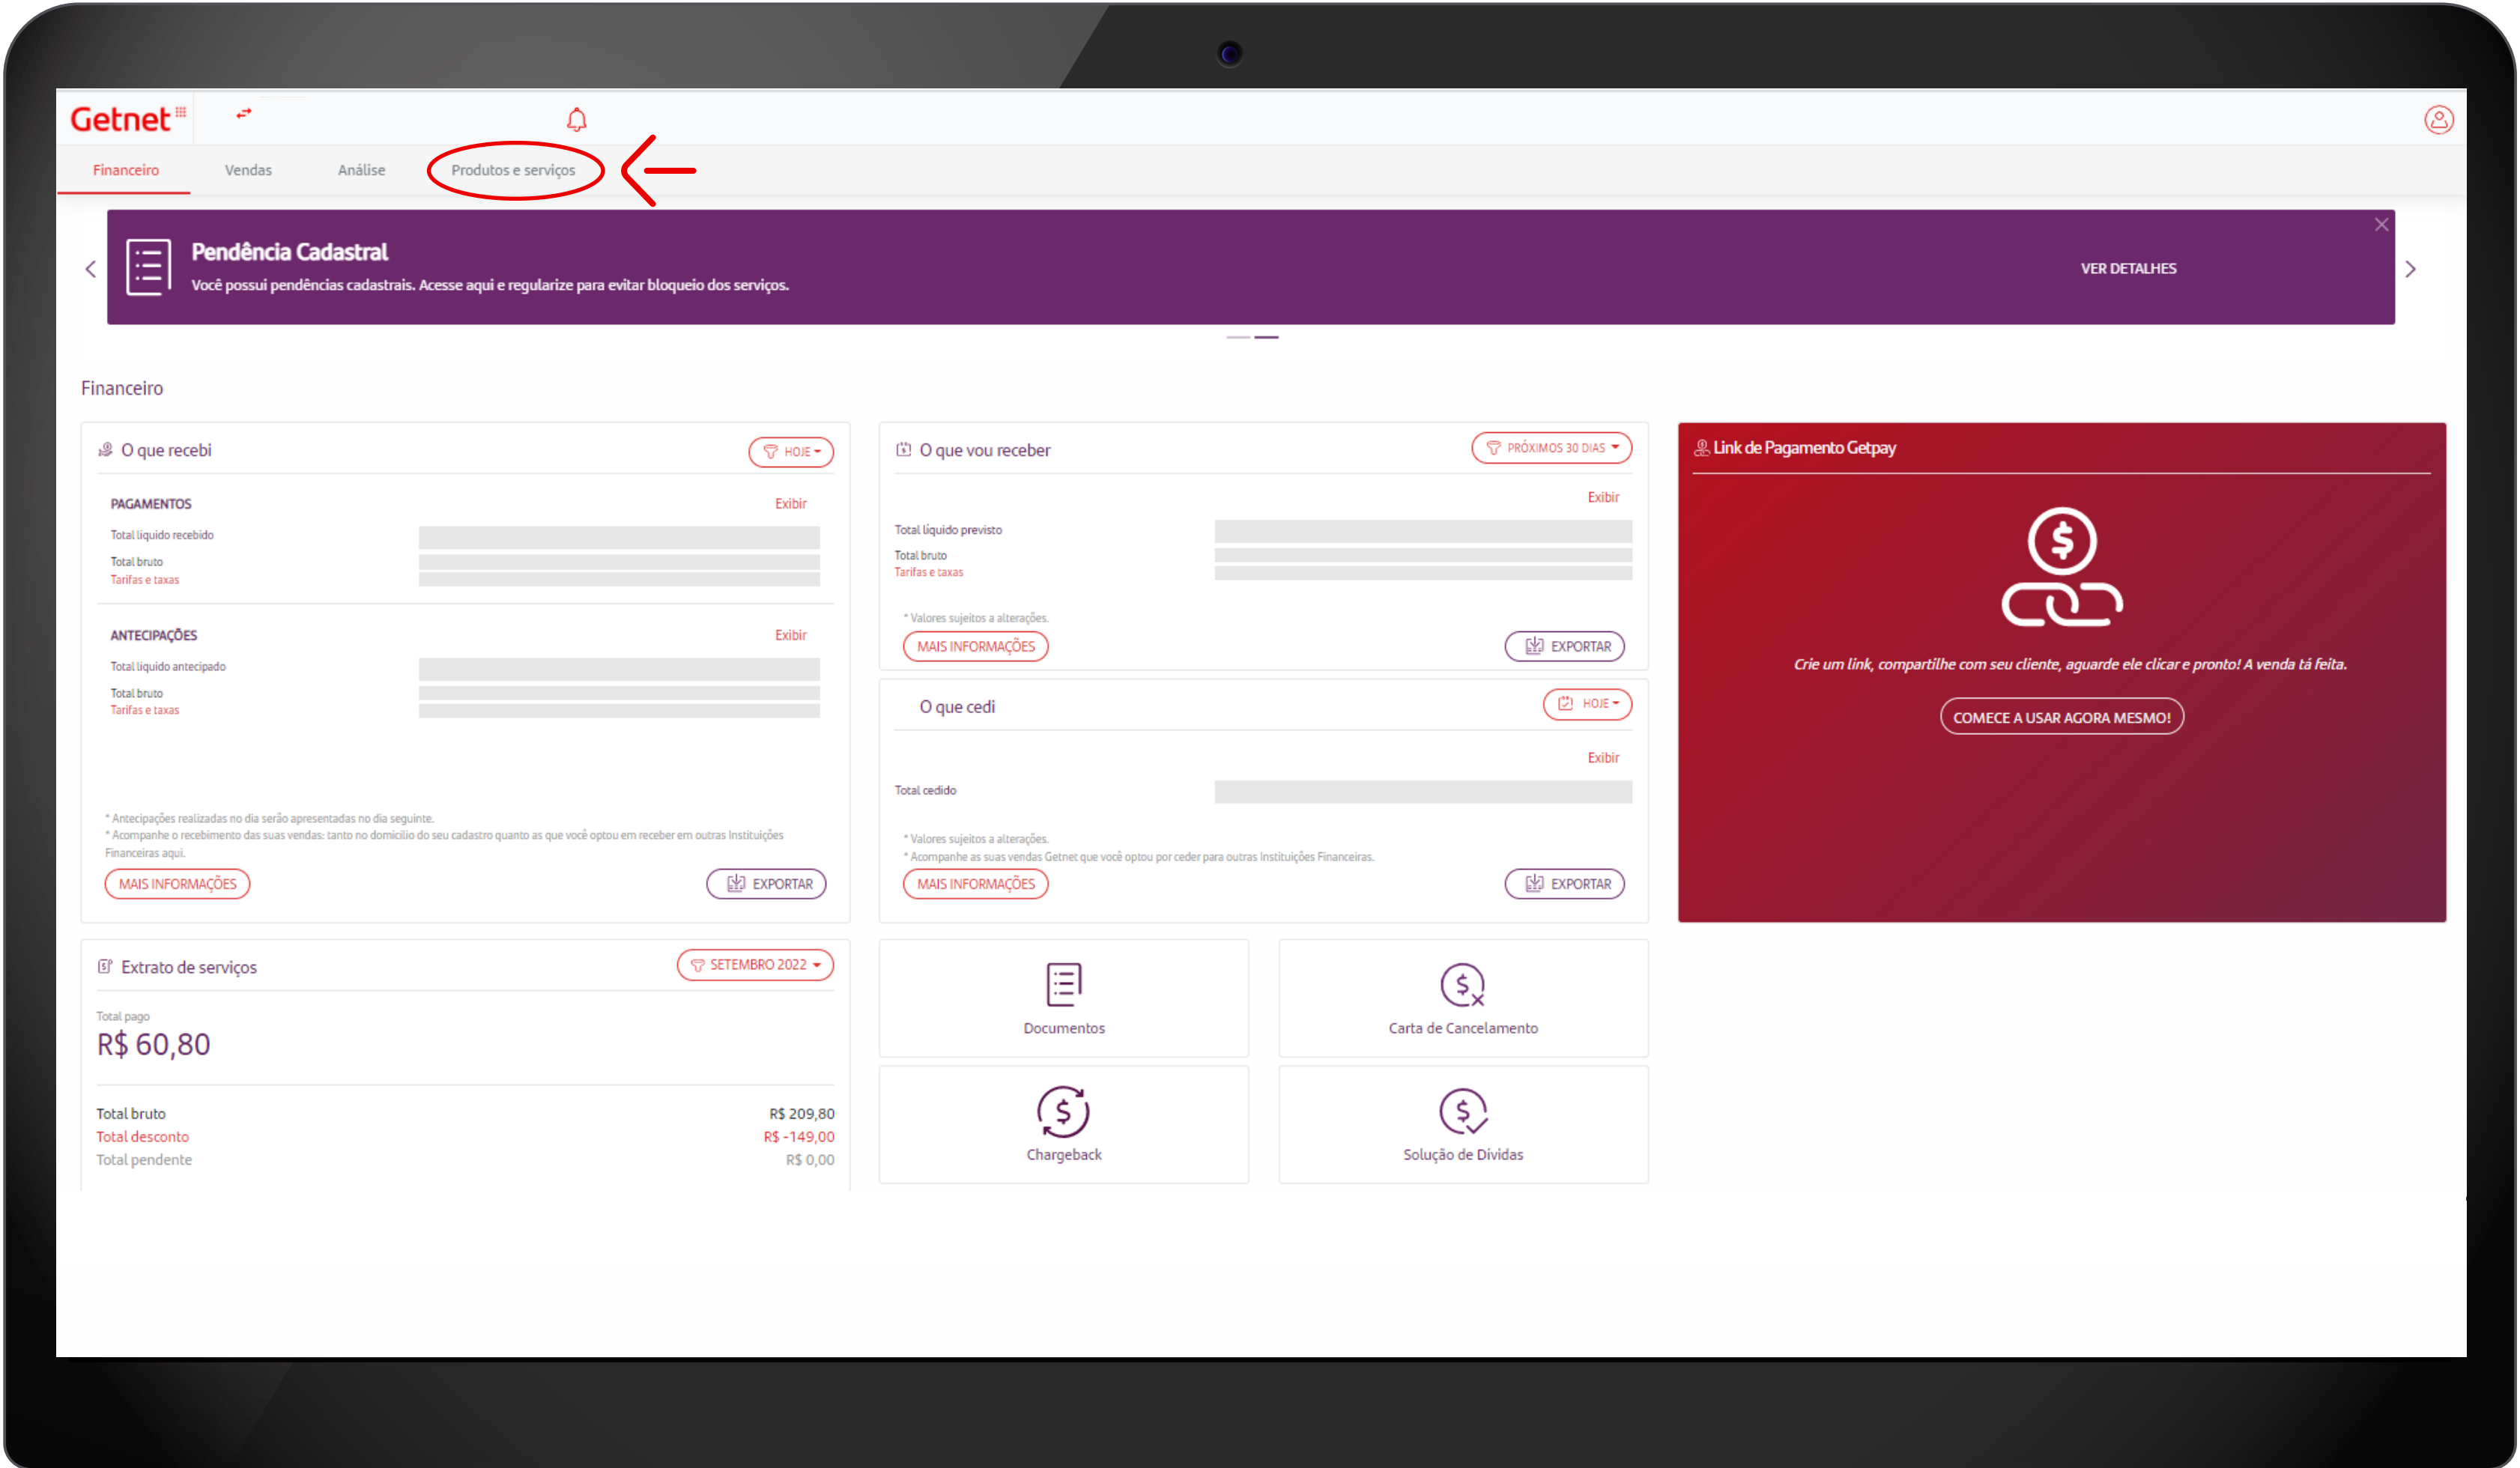 Getnet
Financeiro
Vendas
Análise
Produtos e serviços
Pendência Cadastral
Você possui pendências cadastrais. Acesse aqui e regularize para evitar bloqueio dos serviços.
VER DETALHES
Financeiro
O que recebi
HOJE
PAGAMENTOS
Exibir
Total líquido recebido
Total bruto
Tarifas e taxas
ANTECIPAÇÕES
Exibir
Total líquido antecipado
Total bruto
Tarifas e taxas
* Antecipações realizadas no dia serão apresentadas no dia seguinte.
* Acompanhe o recebimento das suas vendas: tanto no domicílio do seu cadastro quanto as que você optou em receber em outras Instituições
Financeiras aqui.
MAIS INFORMAÇÕES
EXPORTAR
O que vou receber
PRÓXIMOS 30 DIAS
Exibir
Total líquido previsto
Total bruto
Tarifas e taxas
* Valores sujeitos a alterações.
MAIS INFORMAÇÕES
EXPORTAR
O que cedi
HOJE
Exibir
Total cedido
* Valores sujeitos a alterações.
* Acompanhe as suas vendas Getnet que você optou por ceder para outras Instituições Financeiras.
MAIS INFORMAÇÕES
EXPORTAR
Link de Pagamento Getpay
Crie um link, compartilhe com seu cliente, aguarde ele clicar e pronto! A venda tá feita.
COMECE A USAR AGORA MESMO!
Extrato de serviços
SETEMBRO 2022
Total pago
R$ 60,80
Total bruto
R$ 209,80
Total desconto
R$ -149,00
Total pendente
R$ 0,00
Documentos
Carta de Cancelamento
Chargeback
Solução de Dividas